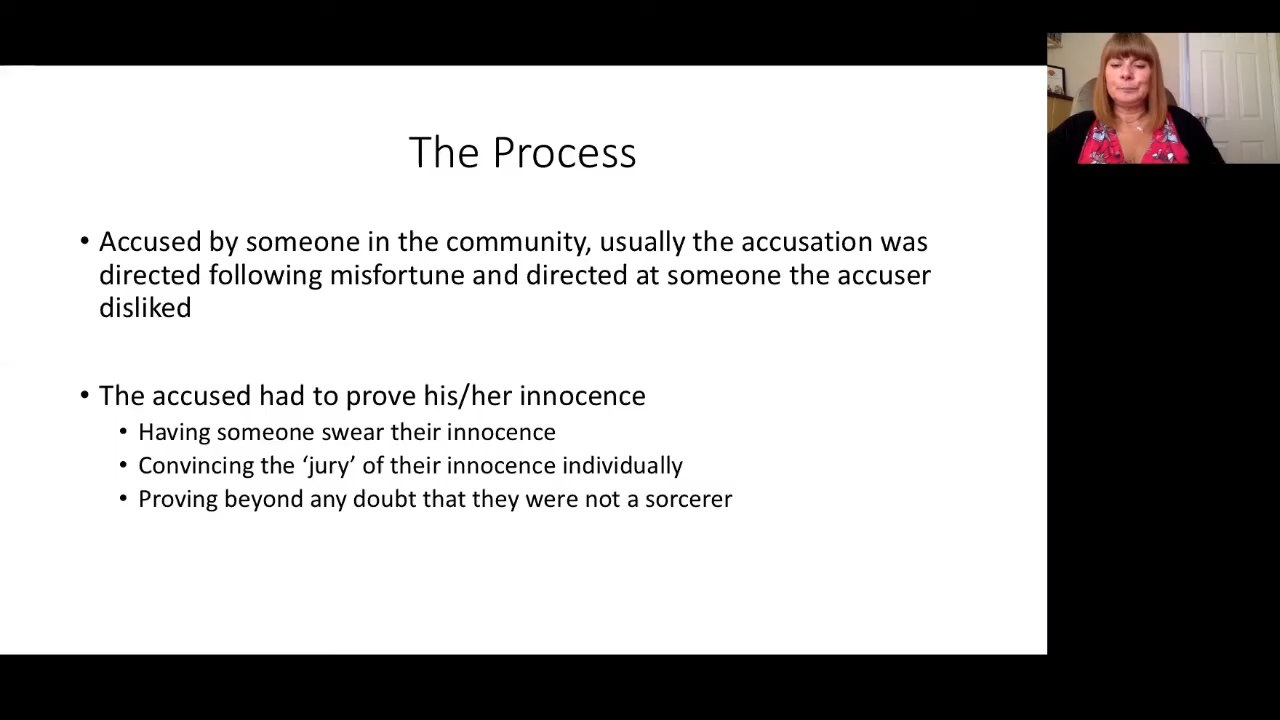 The Process
• Accused by someone in the community, usually the accusation was
directed following misfortune and directed at someone the accuser
disliked
• The accused had to prove his/her innocence
• Having someone swear their innocence
• Convincing the ‘jury’ of their innocence individually
• Proving beyond any doubt that they were not a sorcerer